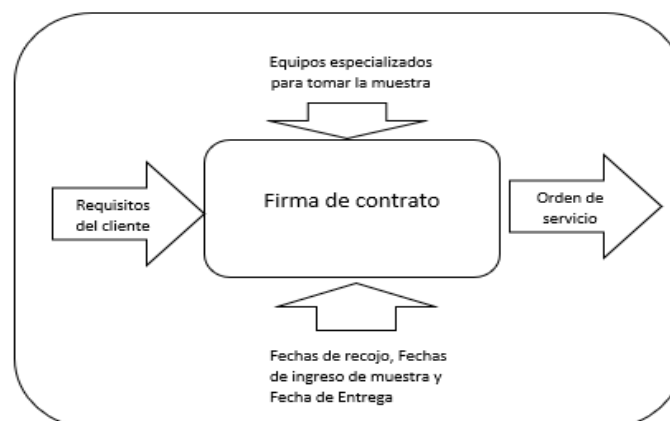 Equipos especializados
para tomar la muestra
Requisitos
del cliente
Firma de contrato
Orden de
servicio
Fechas de recojo, Fechas
de ingreso de muestra y
Fecha de Entrega